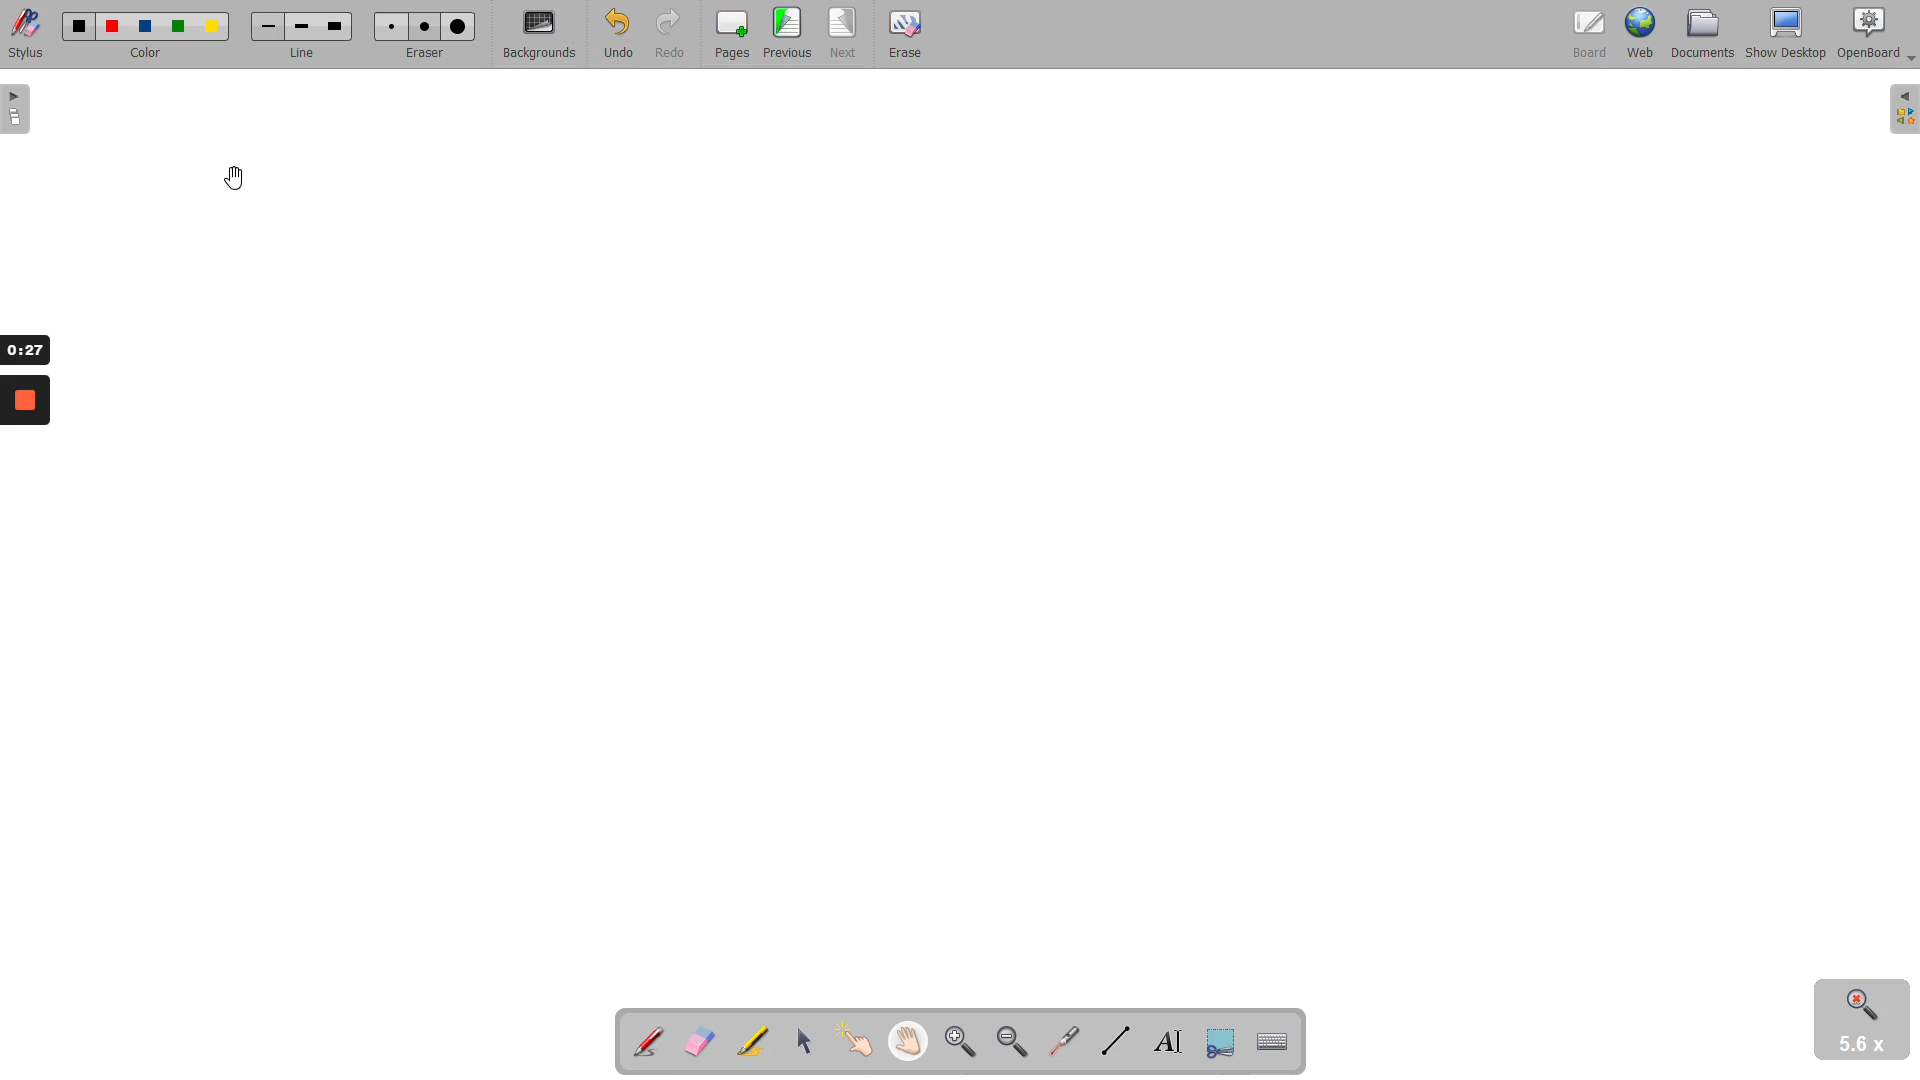 Stylus Color Line Eraser Backgrounds Undo Redo Pages Previous Next Erase Board Web Documents Show Desktop OpenBoard
0:27
5.6 x